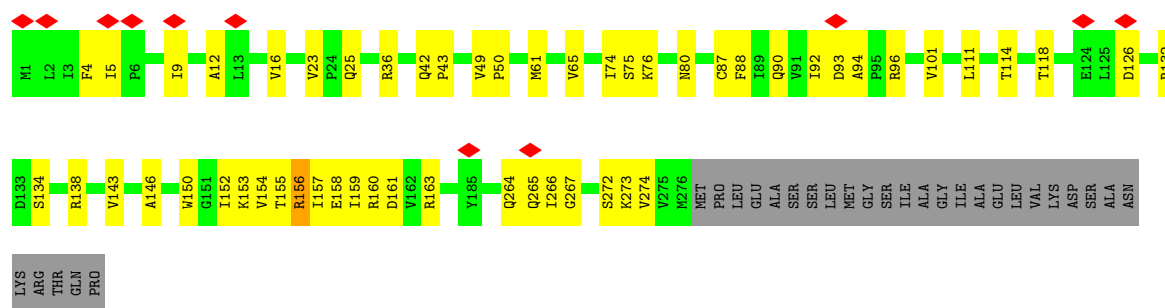 M1 L2 I3 F4 I5 P6 I9 A12 L13 V16 V23 P24 Q25 R36 Q42 P43 V49 P50 M61 V65 I74 S75 K76 N80 C87 F88 I89 Q90 V91 I92 D93 A94 P95 R96 V101 L111 T114 T118 E124 L125 D126
D133 S134 R138 V143 A146 W150 G151 I152 K153 V154 T155 R156 I157 E158 I159 R160 D161 V162 R163 Y185 Q264 Q265 I266 G267 S272 K273 V274 V275 M276 MET PRO LEU GLU ALA SER SER LEU MET GLY SER ILE ALA GLY ILE ALA GLU LEU VAL LYS ASP SER ALA ASN
LYS ARG THR GLN PRO